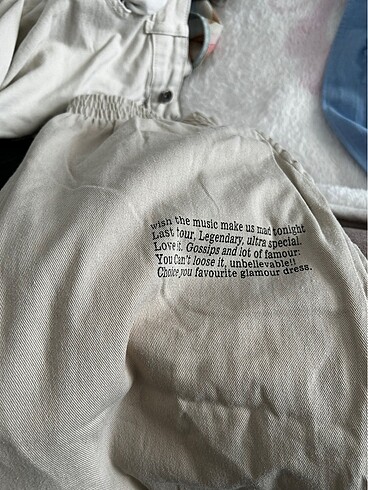 wish the music make us mad tonight
Last tour, Legendary, ultra special.
Love it. Gossips and lot of famour:
You Can't loose it, unbellevable!!
Choice you favourite glamour dress.